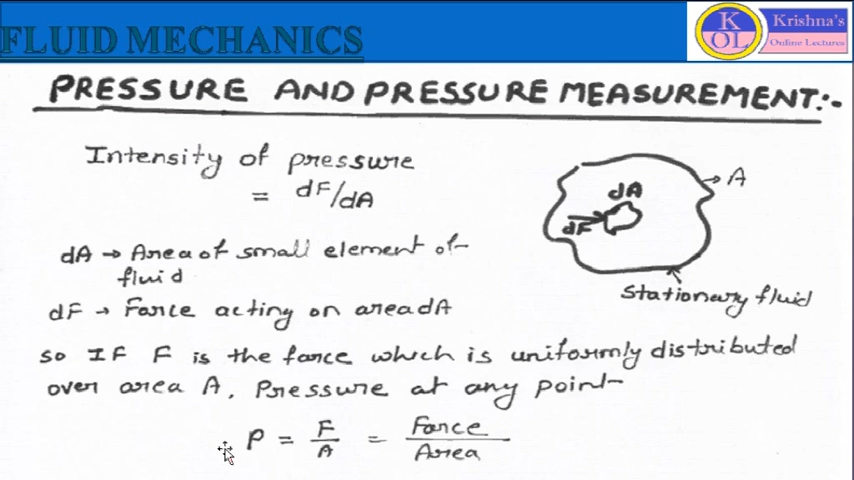 FLUID MECHANICS
K
OL
Krishna's
Online Lectures
PRESSURE AND PRESSURE MEASUREMENT:-
Intensity of pressure
= dF/dA
dA → Area of small element of
fluid
dF → Force acting on area dA
dA
dF
A
Stationary fluid
so IF F is the force which is uniformly distributed
over area A, Pressure at any point
P = F/A = Force/Area